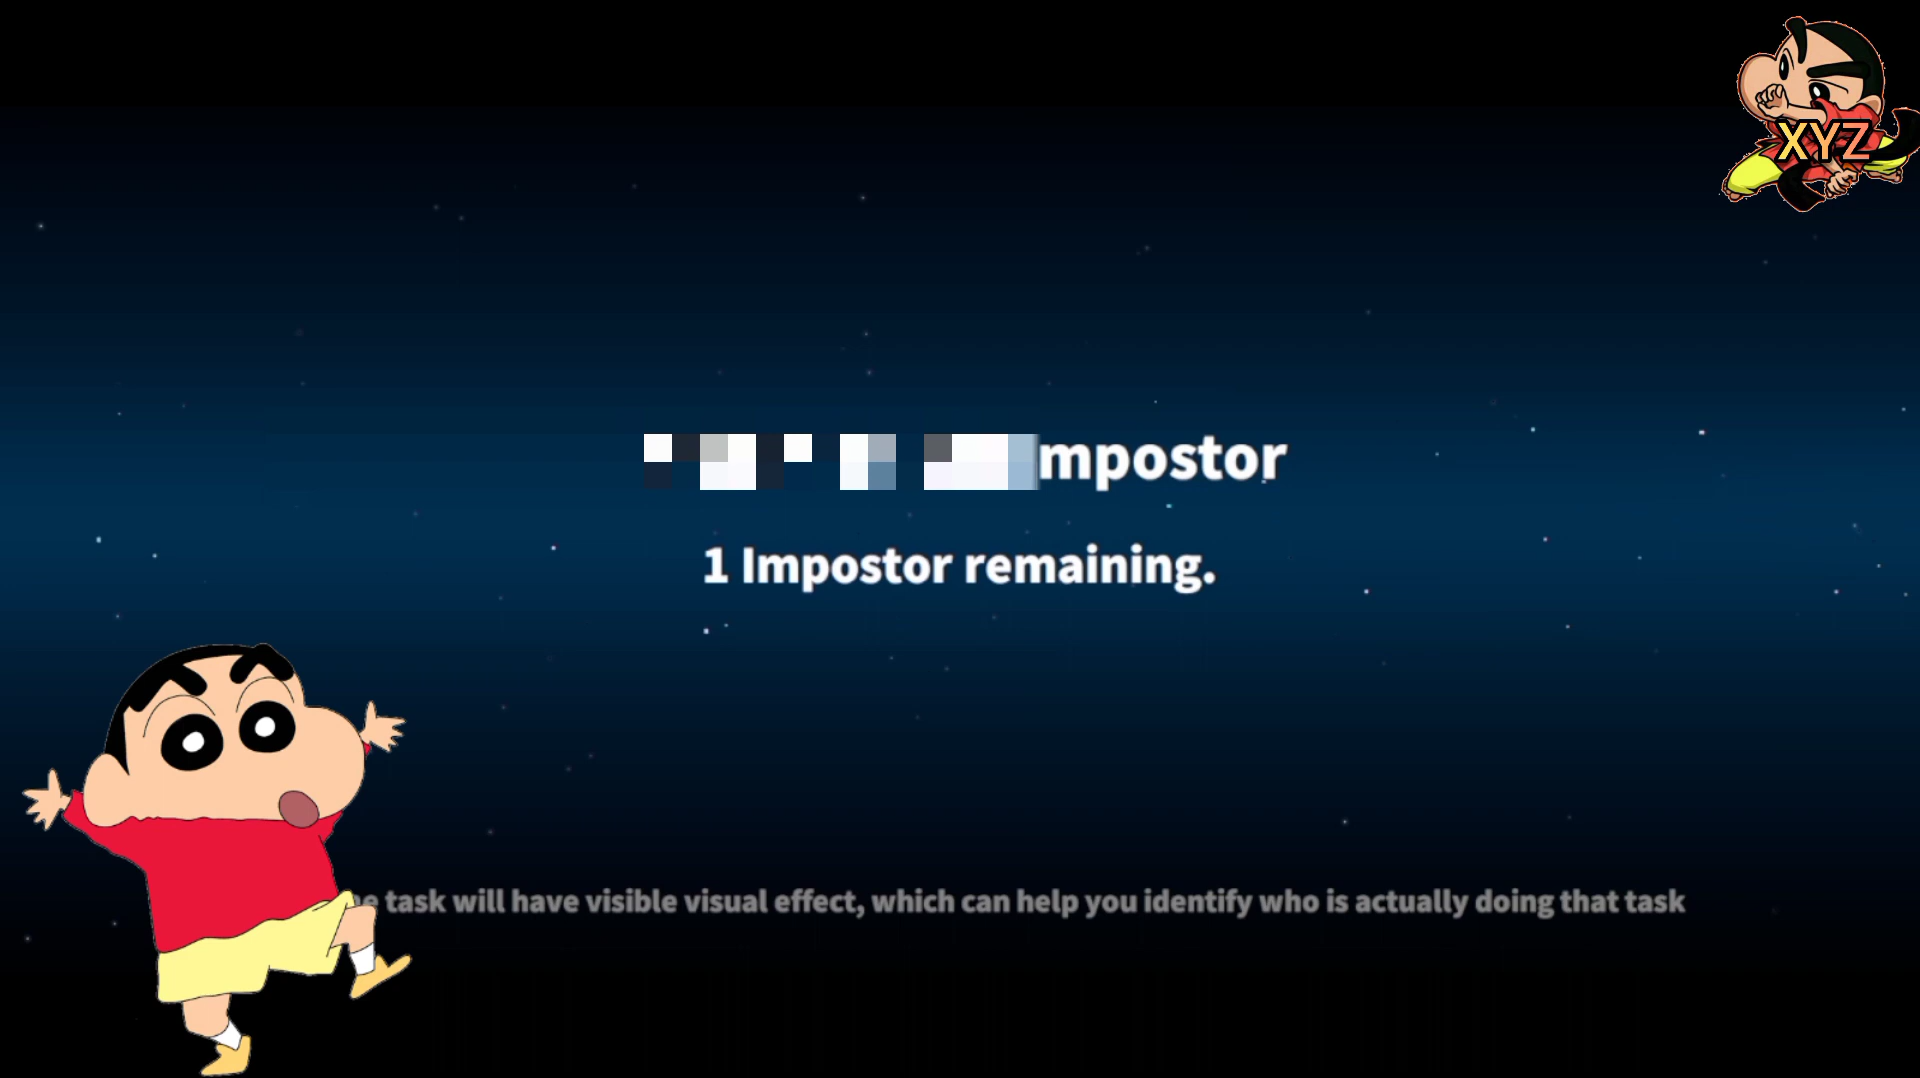 XYZ
mpostor
1 Impostor remaining.
e task will have visible visual effect, which can help you identify who is actually doing that task